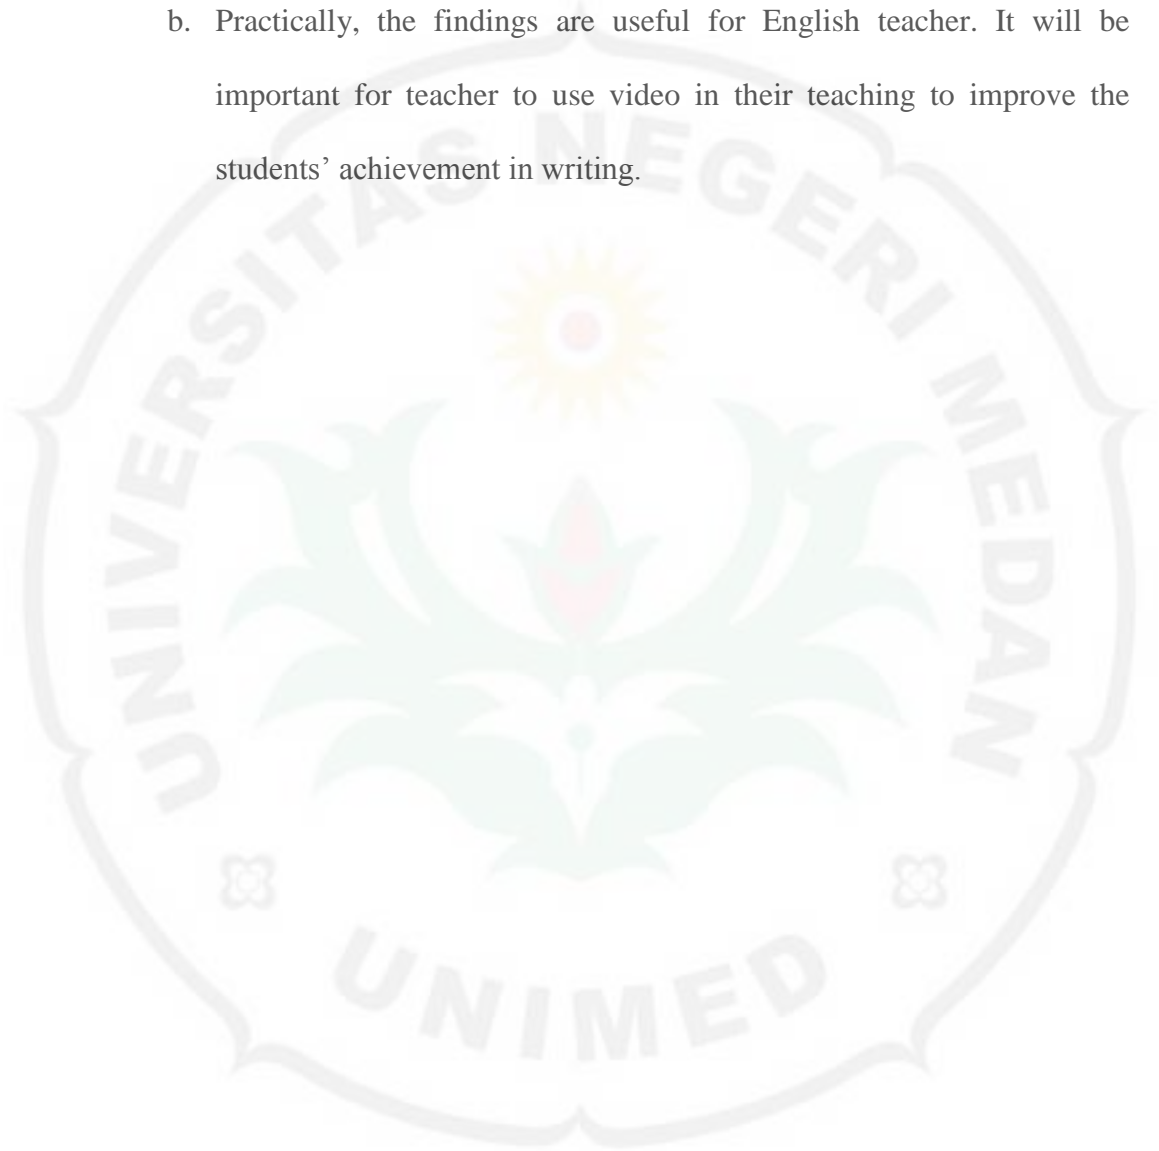 b. Practically, the findings are useful for English teacher. It will be
important for teacher to use video in their teaching to improve the
students’ achievement in writing.
UNIVERSITAS NEGERI MEDAN
UNIMED